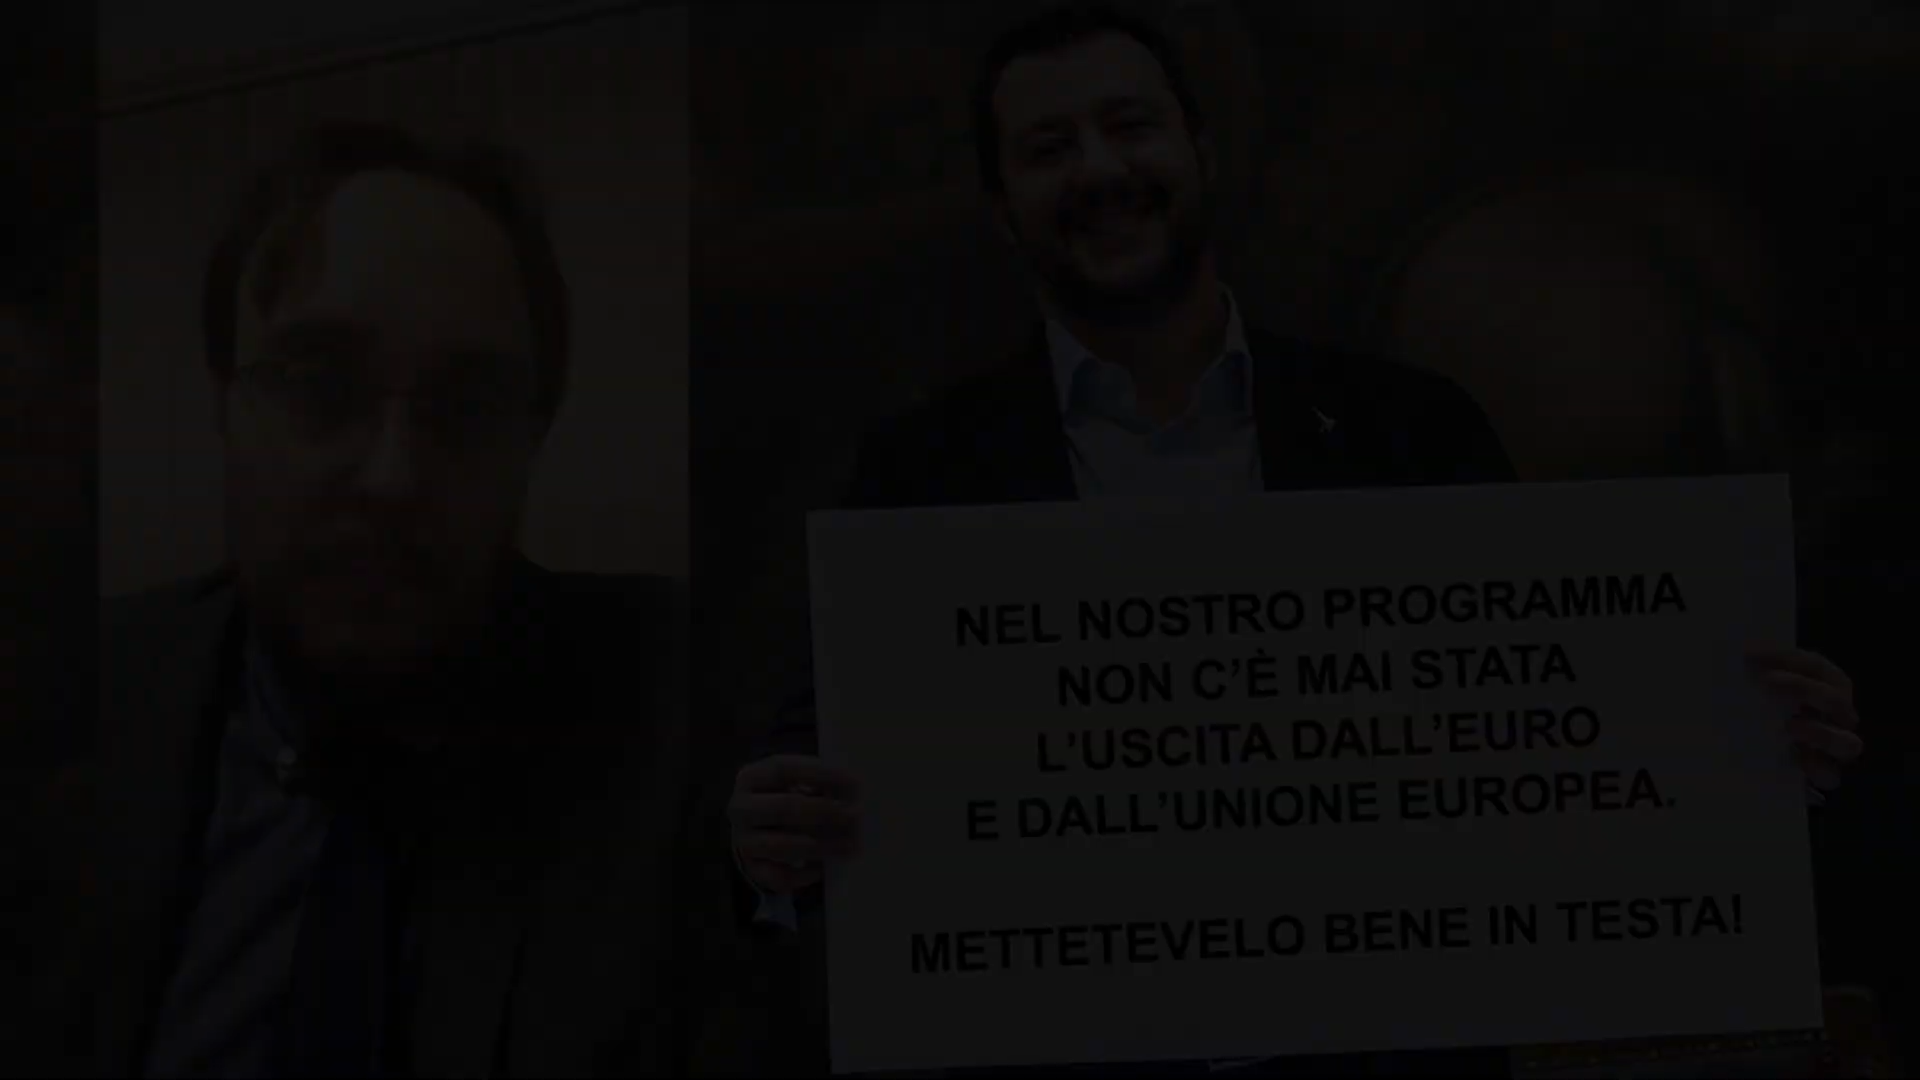 NEL NOSTRO PROGRAMMA
NON C'È MAI STATA
L'USCITA DALL'EURO
E DALL'UNIONE EUROPEA.
METTETEVELO BENE IN TESTA!